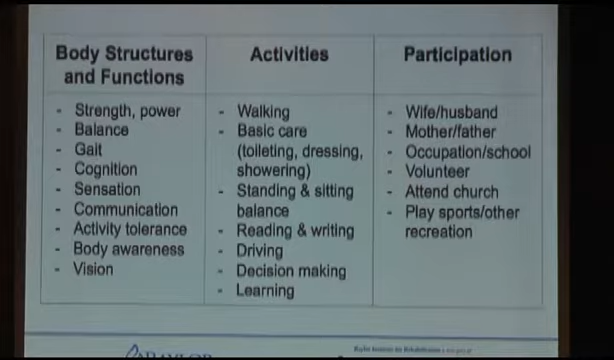 Body Structures
and Functions
- Strength, power
- Balance
- Gait
- Cognition
- Sensation
- Communication
- Activity tolerance
- Body awareness
- Vision
Activities
- Walking
- Basic care
(toileting, dressing,
showering)
- Standing & sitting
balance
- Reading & writing
- Driving
- Decision making
- Learning
Participation
- Wife/husband
- Mother/father
- Occupation/school
- Volunteer
- Attend church
- Play sports/other
recreation
BAYLOR